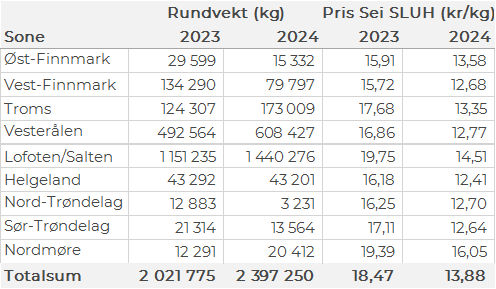 Rundvekt (kg) Pris Sei SLUH (kr/kg)
Sone 2023 2024 2023 2024
Øst-Finnmark 29 599 15 332 15,91 13,58
Vest-Finnmark 134 290 79 797 15,72 12,68
Troms 124 307 173 009 17,68 13,35
Vesterålen 492 564 608 427 16,86 12,77
Lofoten/Salten 1 151 235 1 440 276 19,75 14,51
Helgeland 43 292 43 201 16,18 12,41
Nord-Trøndelag 12 883 3 231 16,25 12,70
Sør-Trøndelag 21 314 13 564 17,11 12,64
Nordmøre 12 291 20 412 19,39 16,05
Totalsum 2 021 775 2 397 250 18,47 13,88